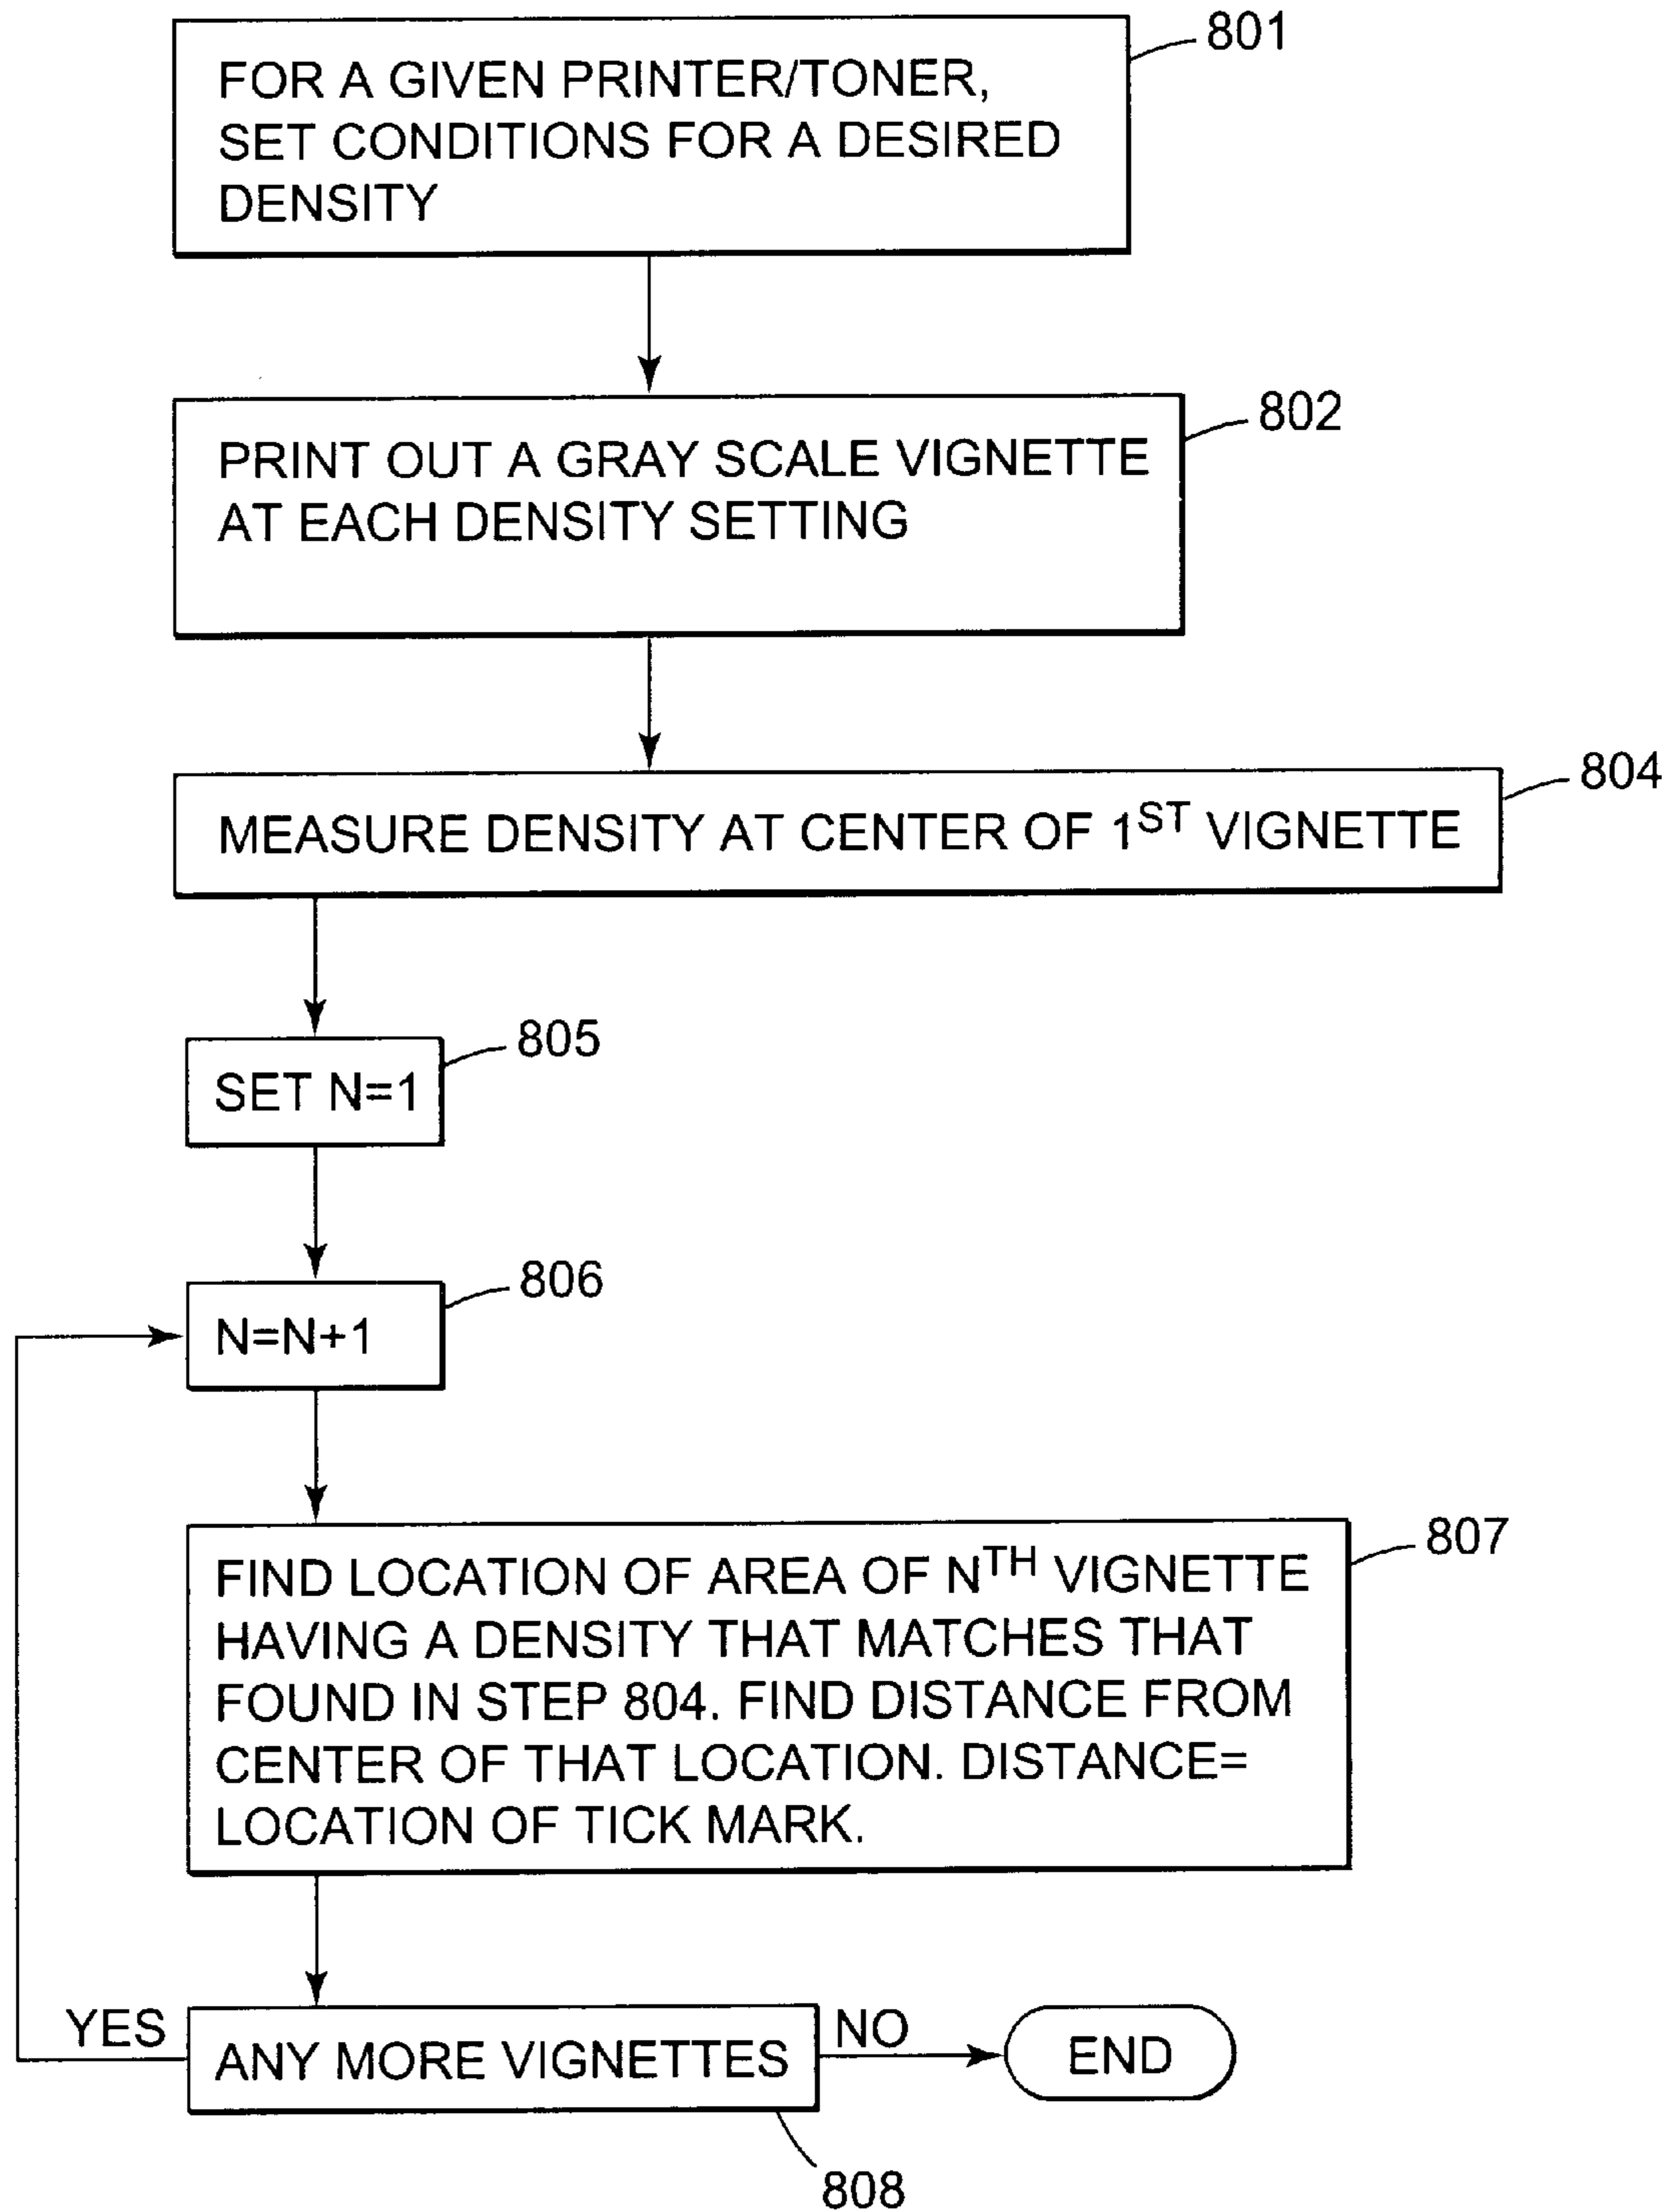 801
FOR A GIVEN PRINTER/TONER,
SET CONDITIONS FOR A DESIRED
DENSITY
802
PRINT OUT A GRAY SCALE VIGNETTE
AT EACH DENSITY SETTING
804
MEASURE DENSITY AT CENTER OF 1ST VIGNETTE
805
SET N=1
806
N=N+1
807
FIND LOCATION OF AREA OF NTH VIGNETTE
HAVING A DENSITY THAT MATCHES THAT
FOUND IN STEP 804. FIND DISTANCE FROM
CENTER OF THAT LOCATION. DISTANCE=
LOCATION OF TICK MARK.
YES
ANY MORE VIGNETTES
NO
END
808